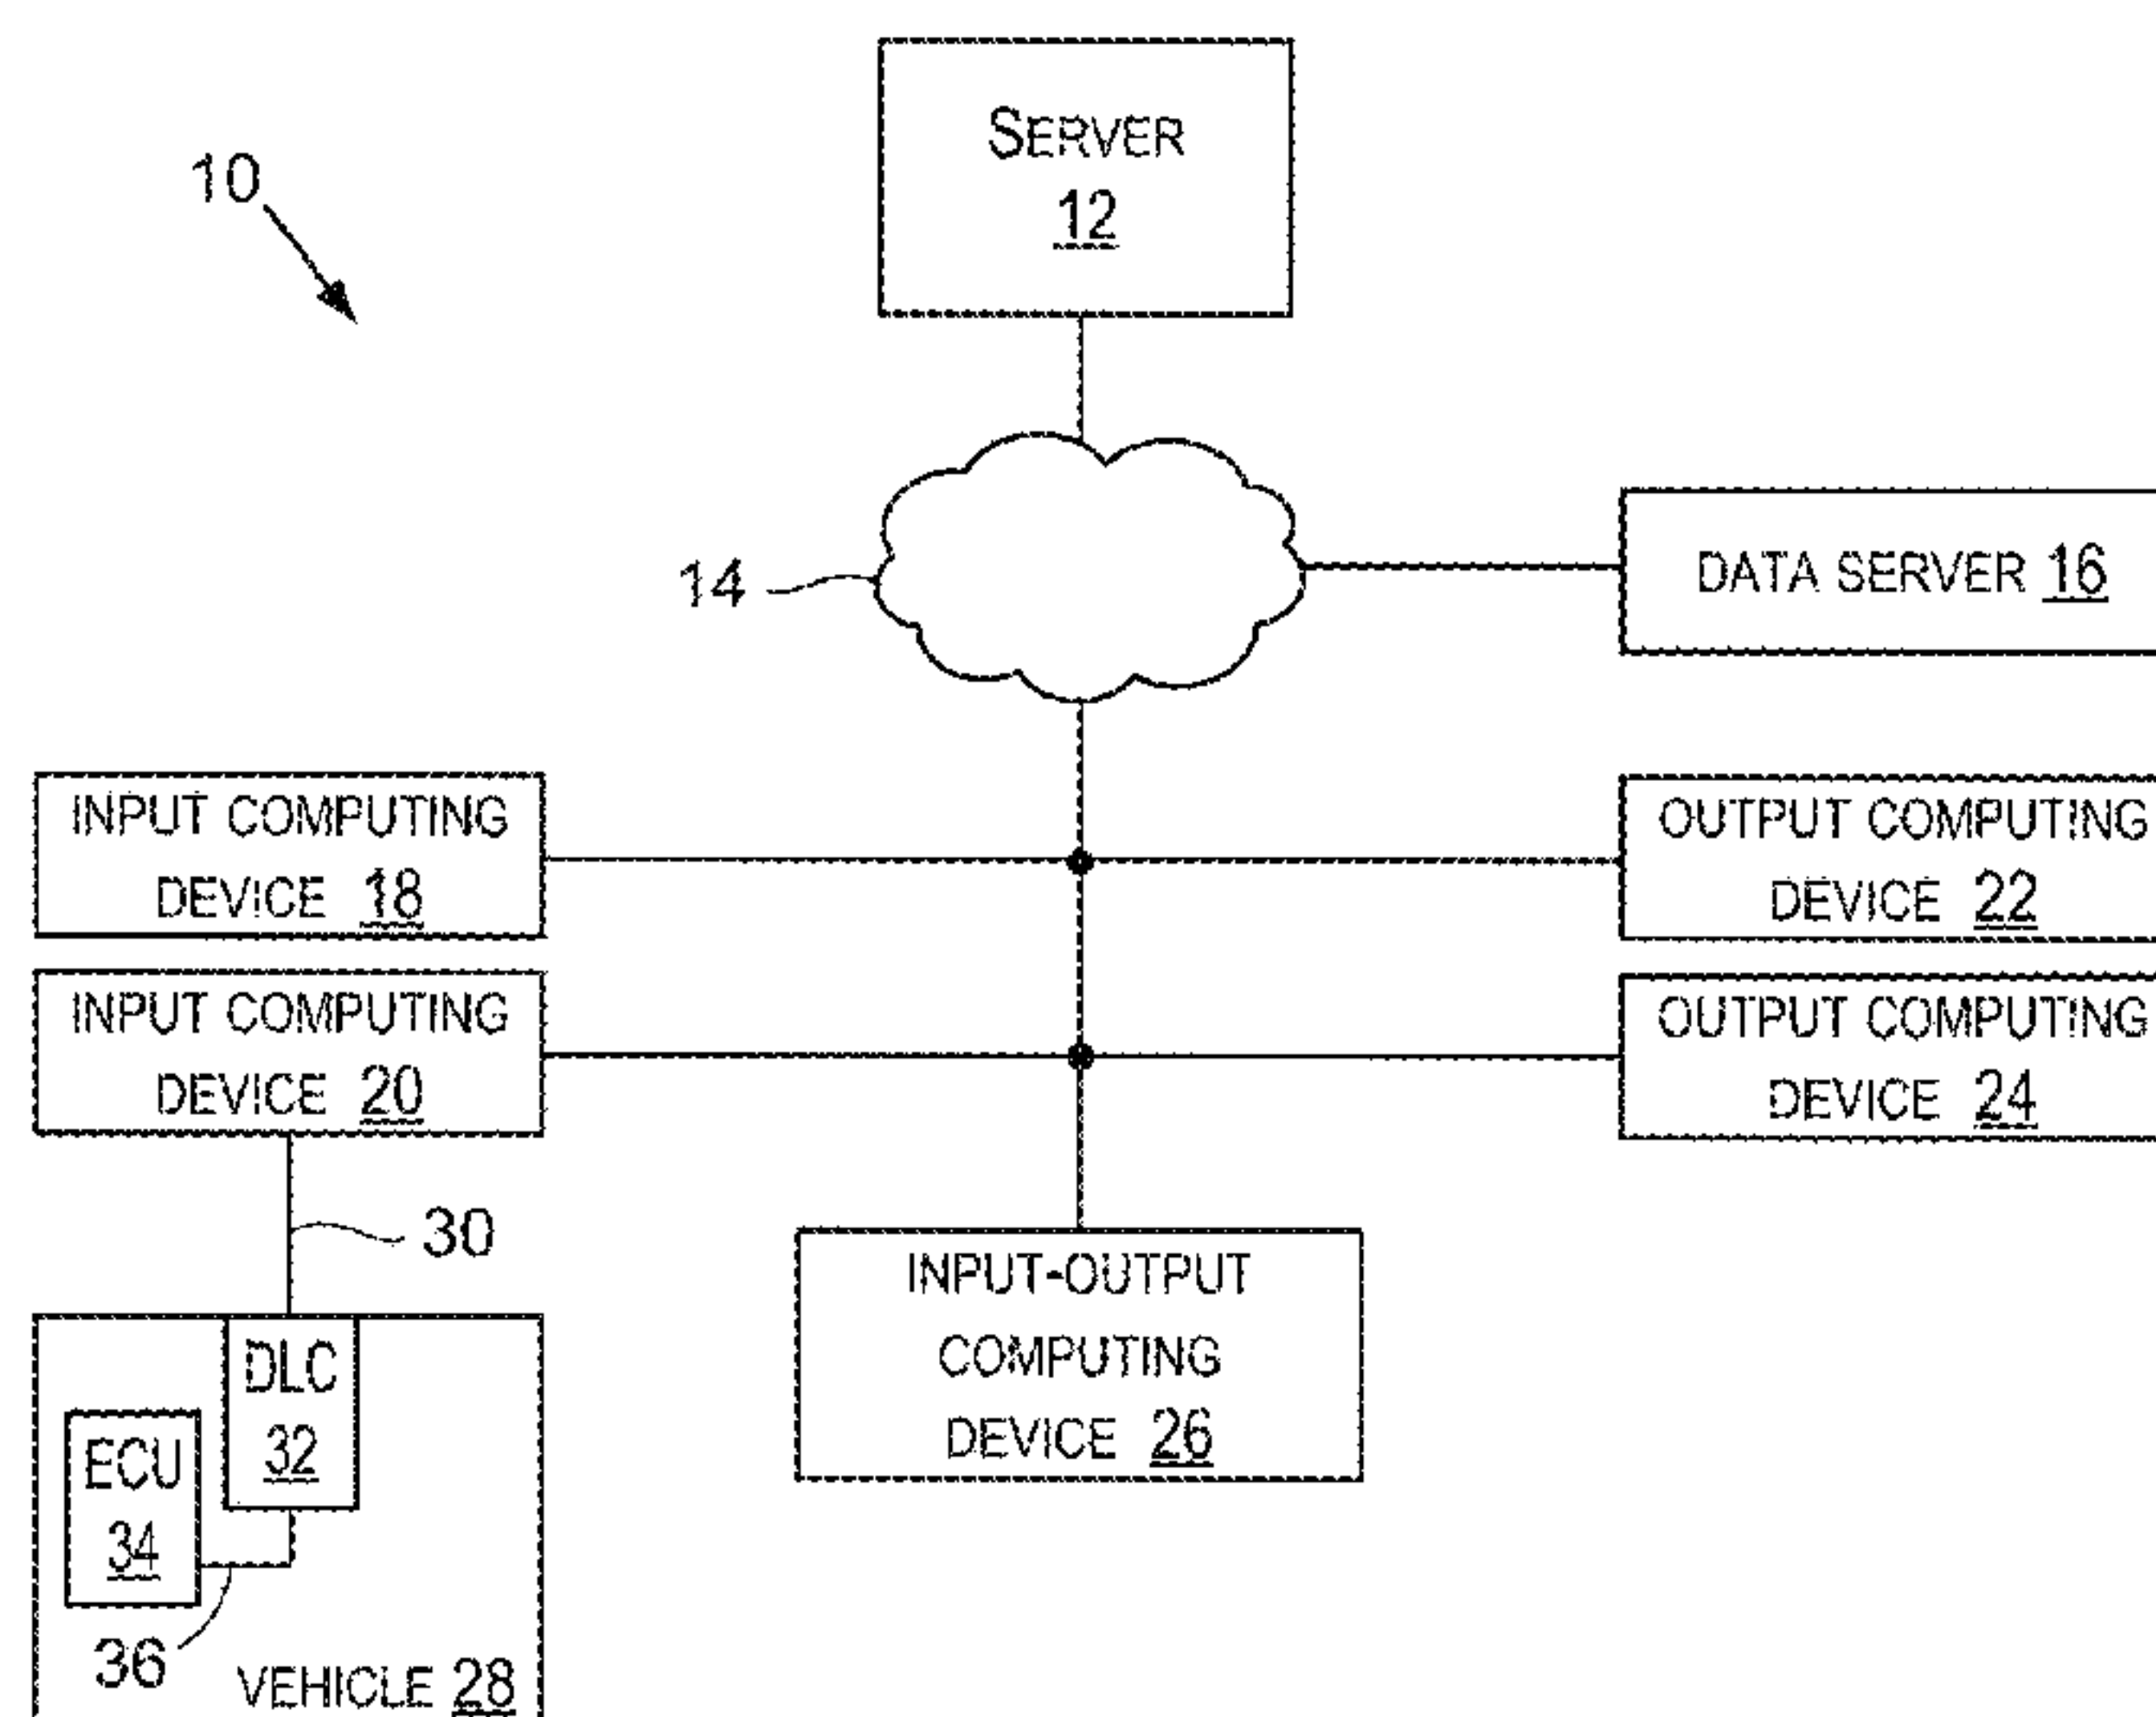 10
SERVER
12
14
DATA SERVER 16
INPUT COMPUTING
DEVICE 18
OUTPUT COMPUTING
DEVICE 22
INPUT COMPUTING
DEVICE 20
OUTPUT COMPUTING
DEVICE 24
30
INPUT-OUTPUT
COMPUTING
DEVICE 26
DLC
32
ECU
34
36
VEHICLE 28